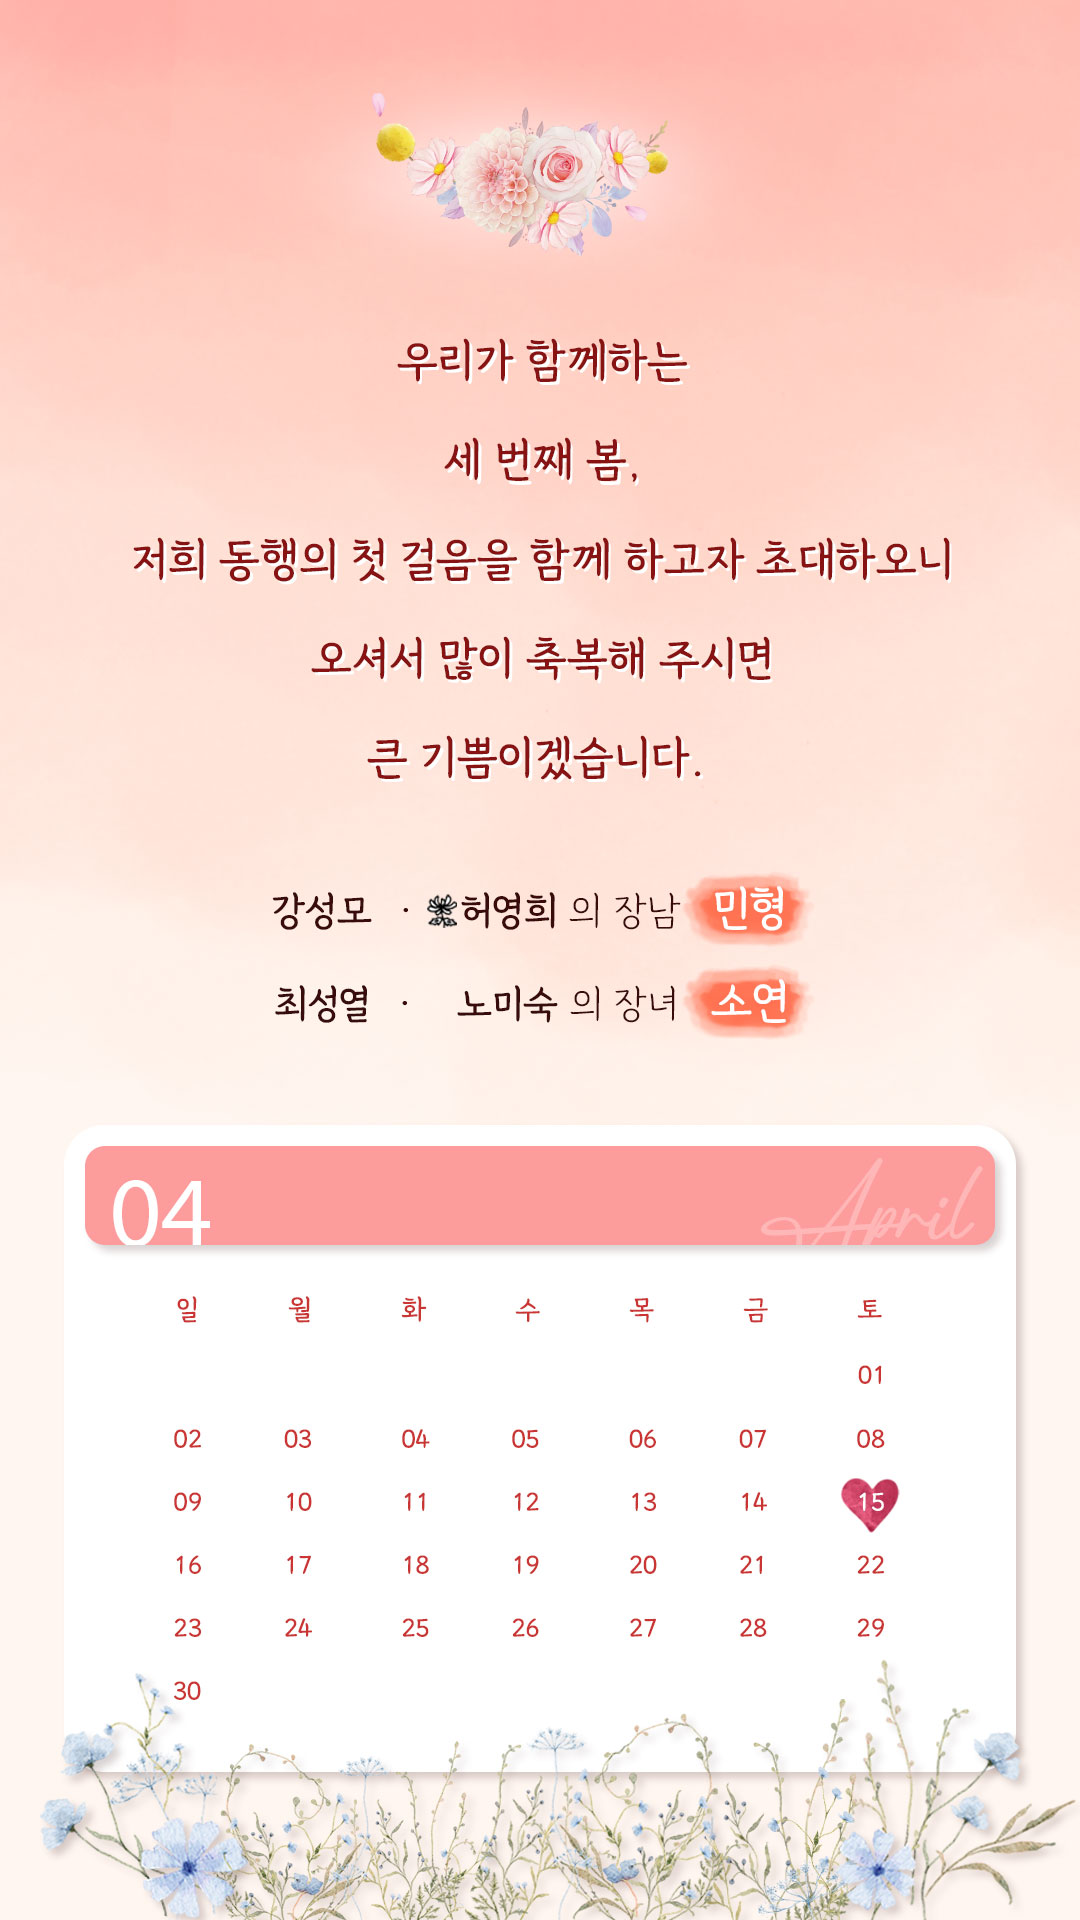 우리가 함께하는
세 번째 봄,
저희 동행의 첫 걸음을 함께 하고자 초대하오니
오셔서 많이 축복해 주시면
큰 기쁨이겠습니다.
강성모 · 허영희 의 장남 민형
최성열 · 노미숙 의 장녀 소연
04 April
일 월 화 수 목 금 토
01
02 03 04 05 06 07 08
09 10 11 12 13 14 15
16 17 18 19 20 21 22
23 24 25 26 27 28 29
30